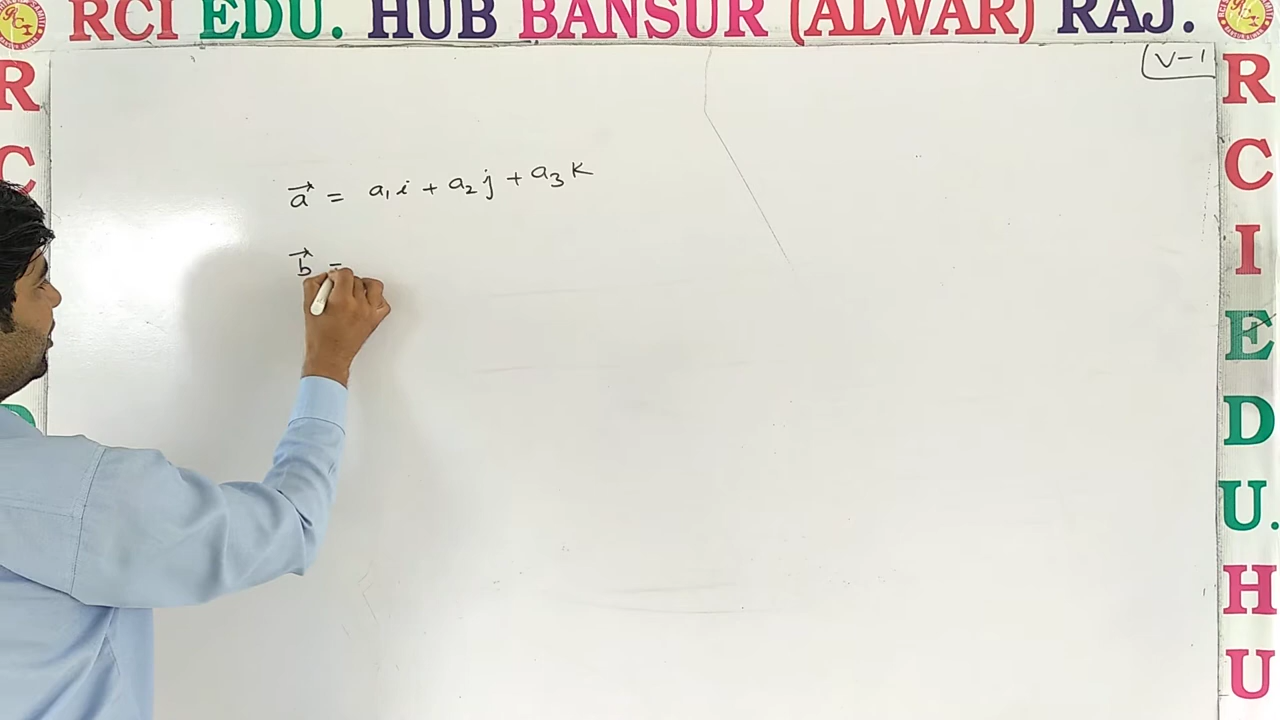 RCI EDU. HUB BANSUR (ALWAR) RAJ.
V-1
R
C
R
C
I
E
D
U.
H
U
a⃗ = a₁i + a₂j + a₃k
b⃗ =